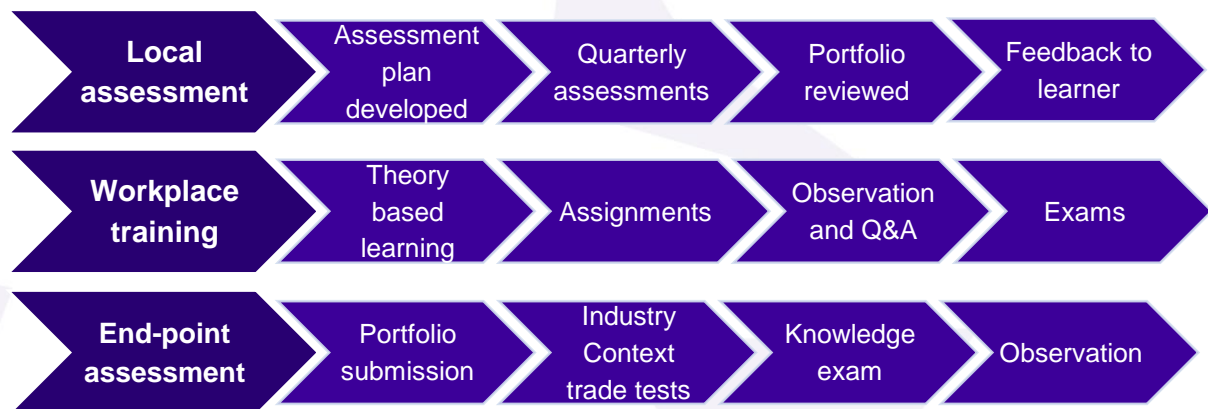 Local
assessment
Assessment
plan
developed
Quarterly
assessments
Portfolio
reviewed
Feedback to
learner
Workplace
training
Theory
based
learning
Assignments
Observation
and Q&A
Exams
End-point
assessment
Portfolio
submission
Industry
Context
trade tests
Knowledge
exam
Observation